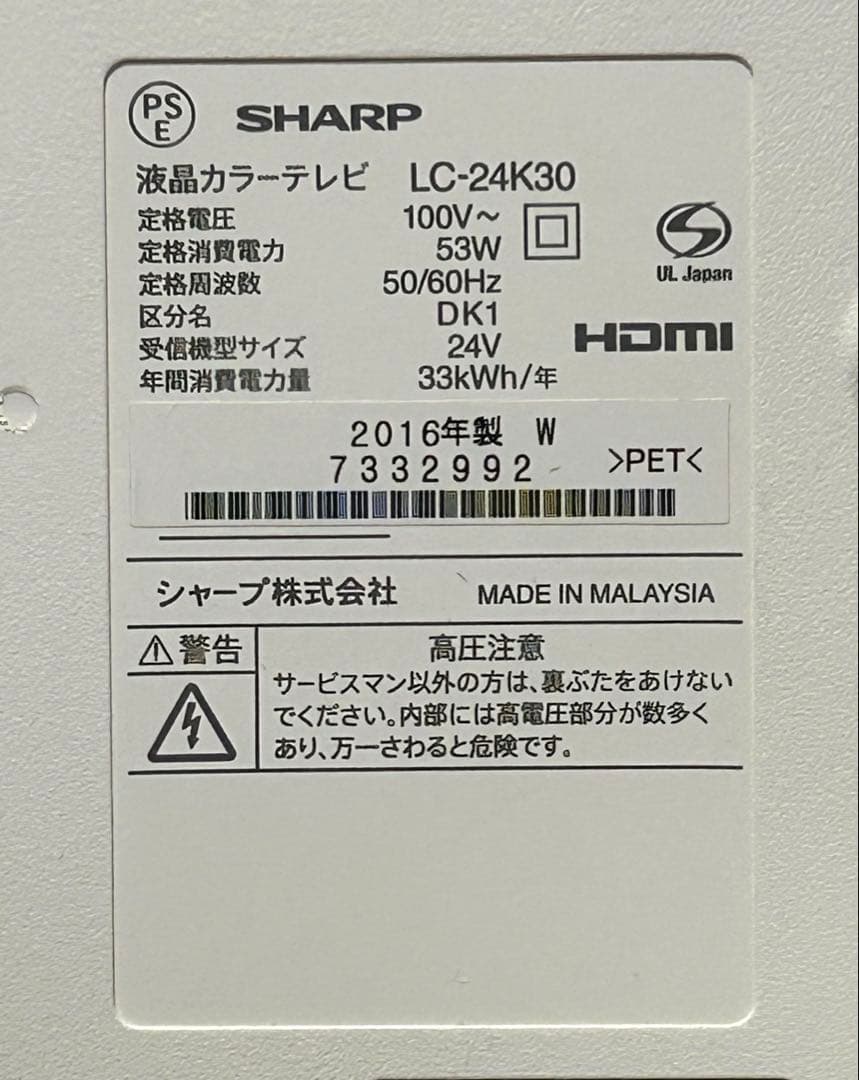 PS
E
SHARP
液晶カラーテレビ LC-24K30
定格電圧 100V～
定格消費電力 53W
定格周波数 50/60Hz
区分名 DK1
受信機型サイズ 24V
年間消費電力量 33kWh/年
UL Japan
HDMI
2016年製 W
7332992
>PET<
シャープ株式会社 MADE IN MALAYSIA
警告
高圧注意
サービスマン以外の方は、裏ぶたをあけない
でください。内部には高電圧部分が数多く
あり、万一さわると危険です。